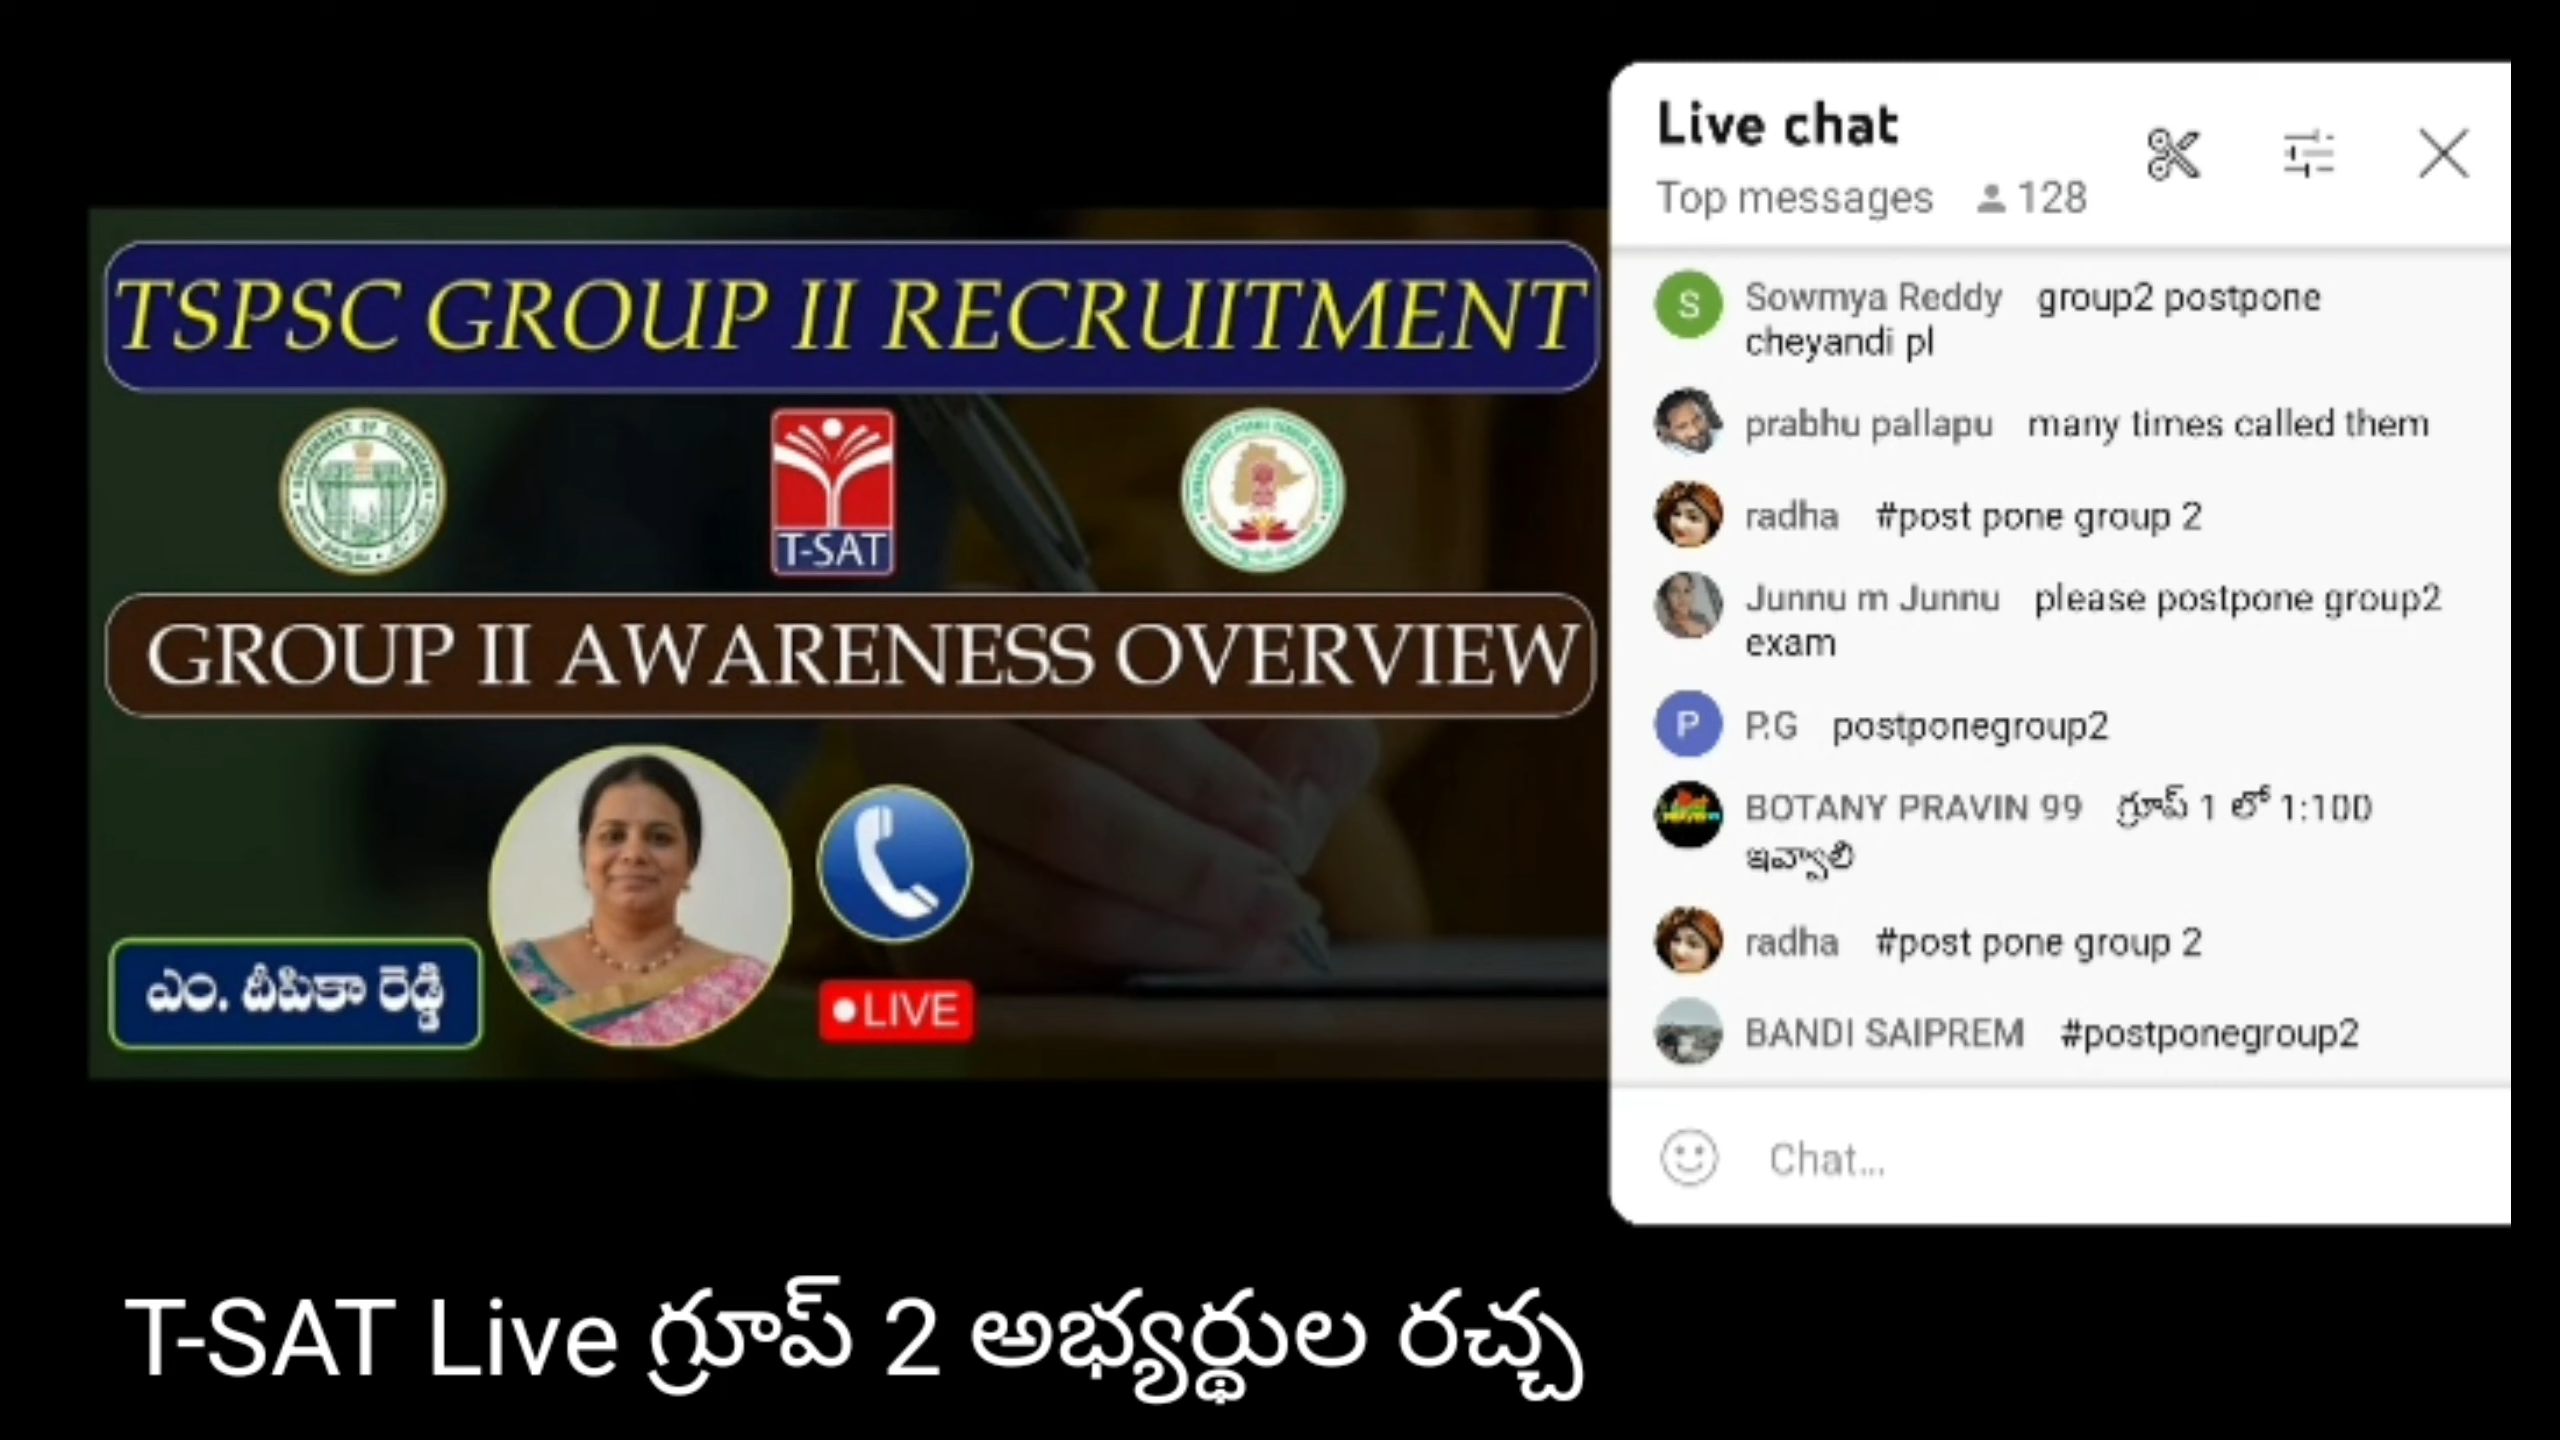 TSPSC GROUP II RECRUITMENT
T-SAT
GROUP II AWARENESS OVERVIEW
ఎం. దీపికా రెడ్డి
LIVE
Live chat
Top messages 128
S Sowmya Reddy group2 postpone
cheyandi pl
prabhu pallapu many times called them
radha #post pone group 2
Junnu m Junnu please postpone group2
exam
P P.G postponegroup2
BOTANY PRAVIN 99 గ్రూప్ 1 లో 1:100
ఇవ్వాలి
radha #post pone group 2
BANDI SAIPREM #postponegroup2
Chat...
T-SAT Live గ్రూప్ 2 అభ్యర్థుల రచ్చ